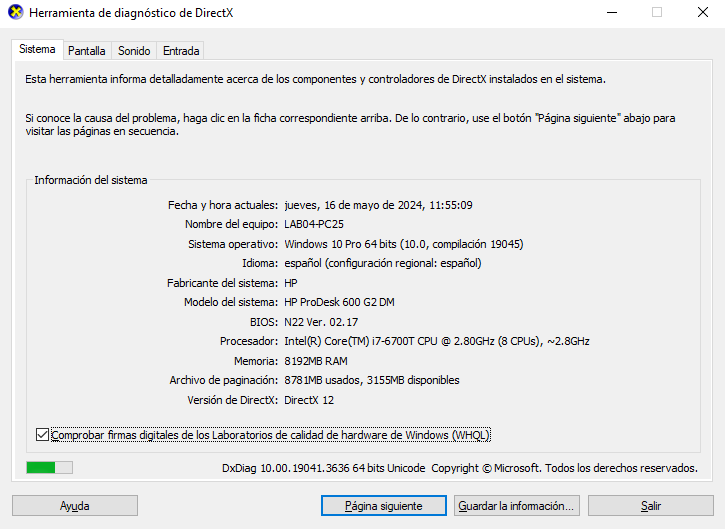 Herramienta de diagnóstico de DirectX
Sistema Pantalla Sonido Entrada
Esta herramienta informa detalladamente acerca de los componentes y controladores de DirectX instalados en el sistema.
Si conoce la causa del problema, haga clic en la ficha correspondiente arriba. De lo contrario, use el botón "Página siguiente" abajo para
visitar las páginas en secuencia.
Información del sistema
Fecha y hora actuales: jueves, 16 de mayo de 2024, 11:55:09
Nombre del equipo: LAB04-PC25
Sistema operativo: Windows 10 Pro 64 bits (10.0, compilación 19045)
Idioma: español (configuración regional: español)
Fabricante del sistema: HP
Modelo del sistema: HP ProDesk 600 G2 DM
BIOS: N22 Ver. 02.17
Procesador: Intel(R) Core(TM) i7-6700T CPU @ 2.80GHz (8 CPUs), ~2.8GHz
Memoria: 8192MB RAM
Archivo de paginación: 8781MB usados, 3155MB disponibles
Versión de DirectX: DirectX 12
Comprobar firmas digitales de los Laboratorios de calidad de hardware de Windows (WHQL)
DxDiag 10.00.19041.3636 64 bits Unicode Copyright © Microsoft. Todos los derechos reservados.
Ayuda Página siguiente Guardar la información... Salir